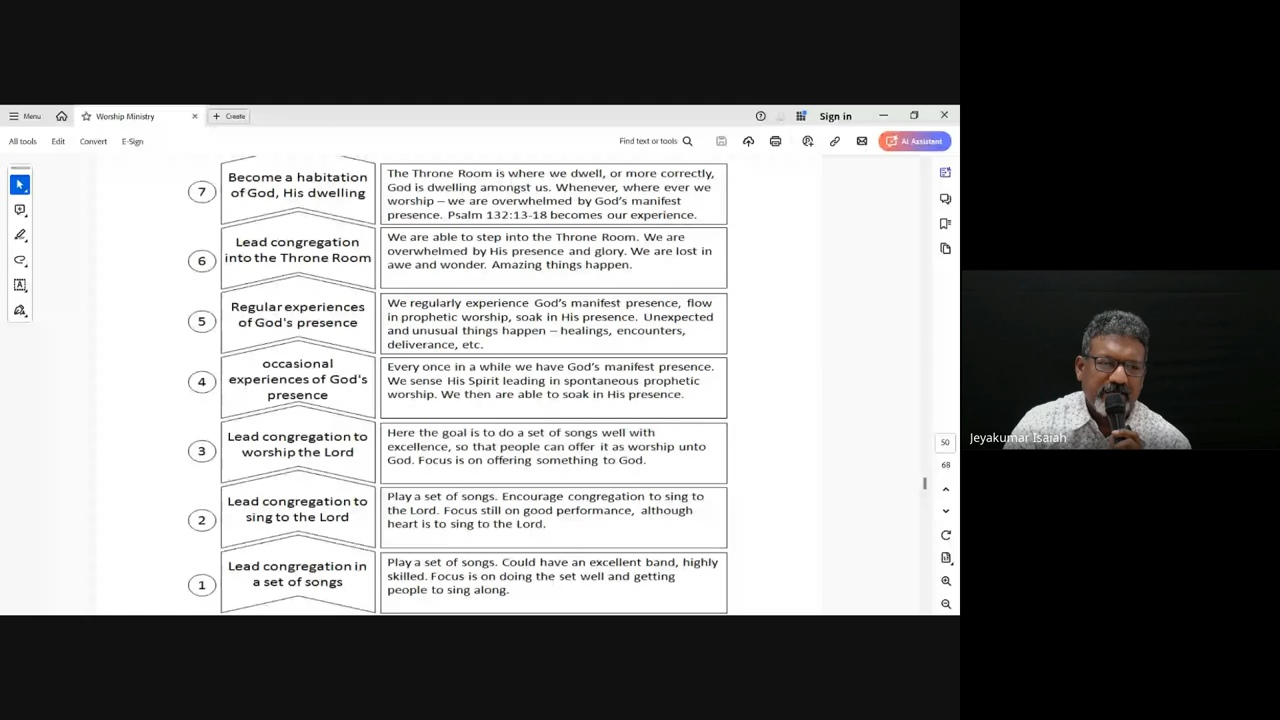 Menu
Worship Ministry
Create
Sign in
All tools
Edit
Convert
E-Sign
Find text or tools
AI Assistant
7
Become a habitation
of God, His dwelling
The Throne Room is where we dwell, or more correctly,
God is dwelling amongst us. Whenever, where ever we
worship – we are overwhelmed by God's manifest
presence. Psalm 132:13-18 becomes our experience.
6
Lead congregation
into the Throne Room
We are able to step into the Throne Room. We are
overwhelmed by His presence and glory. We are lost in
awe and wonder. Amazing things happen.
5
Regular experiences
of God's presence
We regularly experience God's manifest presence, flow
in prophetic worship, soak in His presence. Unexpected
and unusual things happen – healings, encounters,
deliverance, etc.
4
occasional
experiences of God's
presence
Every once in a while we have God's manifest presence.
We sense His Spirit leading in spontaneous prophetic
worship. We then are able to soak in His presence.
3
Lead congregation to
worship the Lord
Here the goal is to do a set of songs well with
excellence, so that people can offer it as worship unto
God. Focus is on offering something to God.
2
Lead congregation to
sing to the Lord
Play a set of songs. Encourage congregation to sing to
the Lord. Focus still on good performance, although
heart is to sing to the Lord.
1
Lead congregation in
a set of songs
Play a set of songs. Could have an excellent band, highly
skilled. Focus is on doing the set well and getting
people to sing along.
50
68
Jeyakumar Isaiah